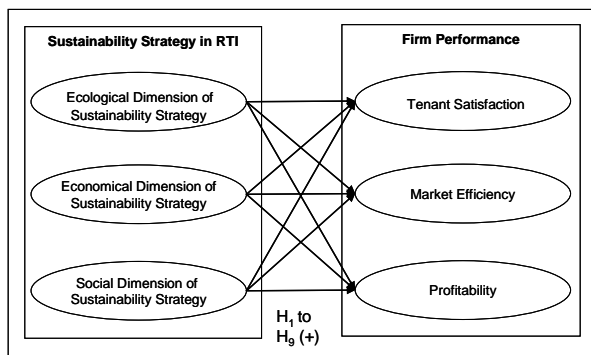 Sustainability Strategy in RTI
Ecological Dimension of
Sustainability Strategy
Economical Dimension of
Sustainability Strategy
Social Dimension of
Sustainability Strategy
H1 to
H9 (+)
Firm Performance
Tenant Satisfaction
Market Efficiency
Profitability